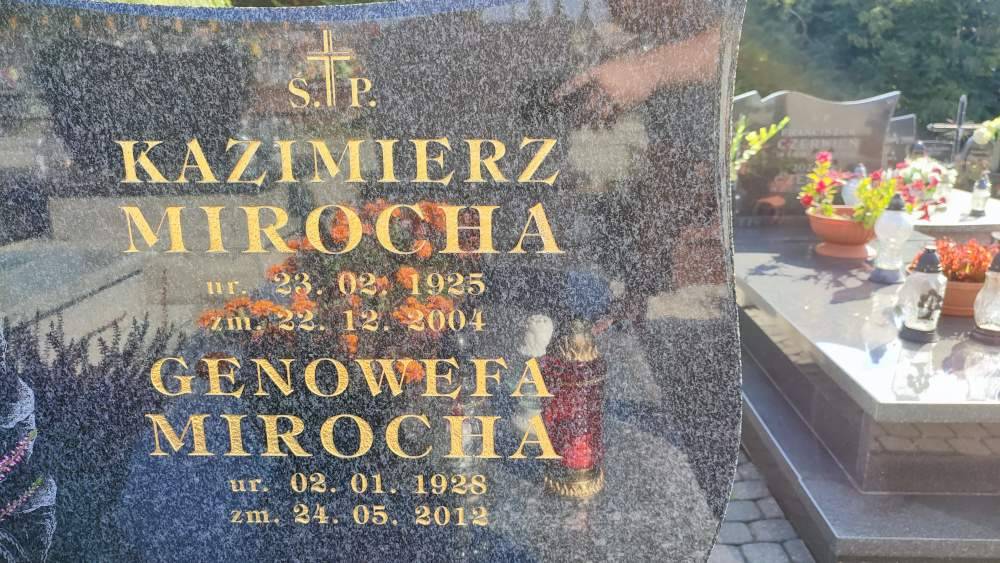 S. P.
KAZIMIERZ
MIROCHA
ur. 23. 02. 1925
zm. 22. 12. 2004
GENOWEFA
MIROCHA
ur. 02. 01. 1928
zm. 24. 05. 2012